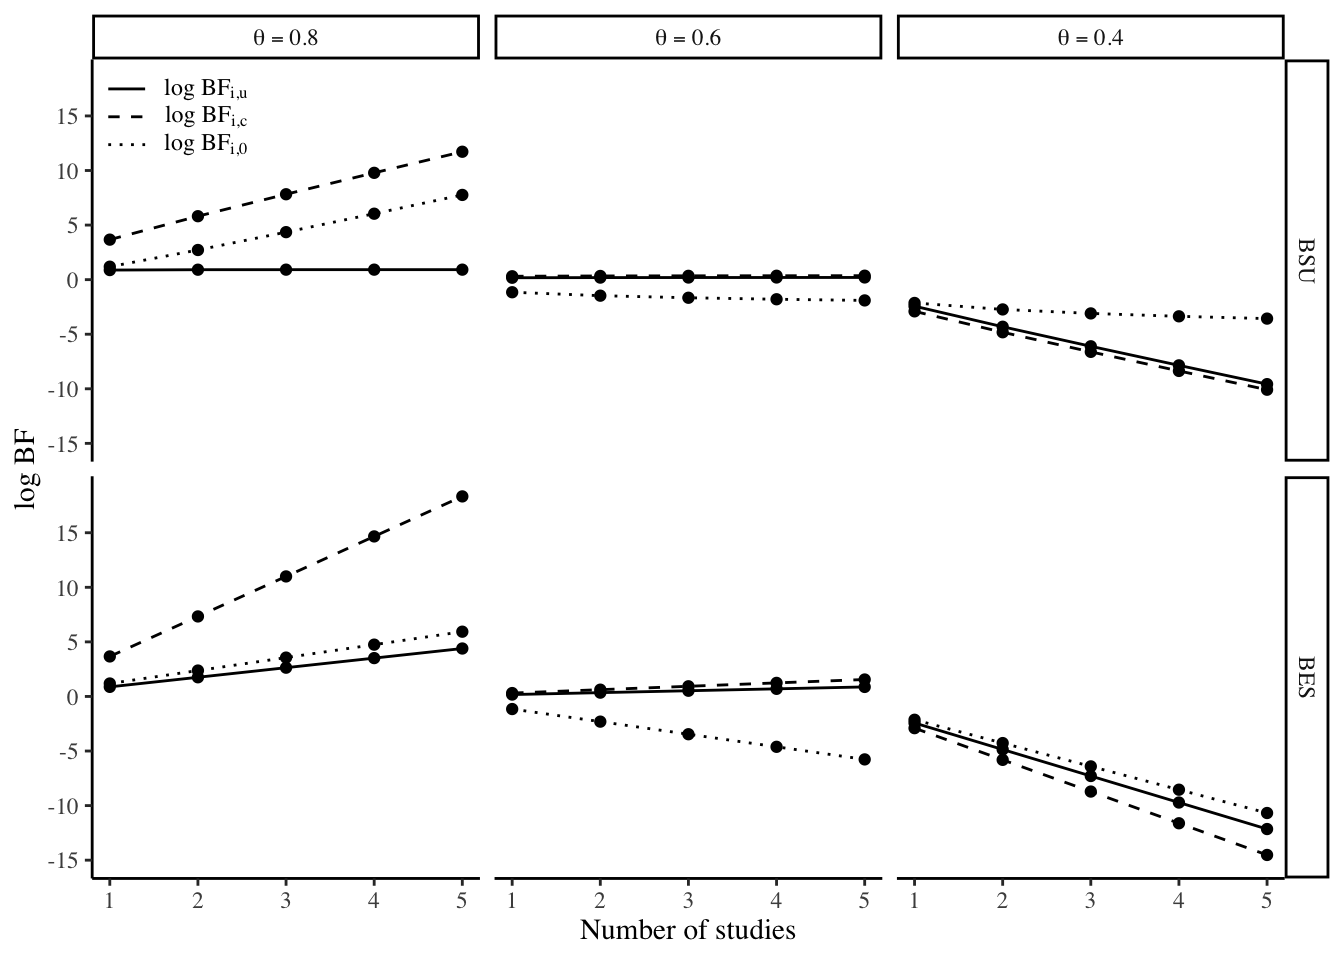 θ = 0.8
θ = 0.6
θ = 0.4
log BFi,u
log BFi,c
log BFi,0
15
10
5
0
-5
-10
-15
BSU
log BF
15
10
5
0
-5
-10
-15
BES
1 2 3 4 5
1 2 3 4 5
1 2 3 4 5
Number of studies